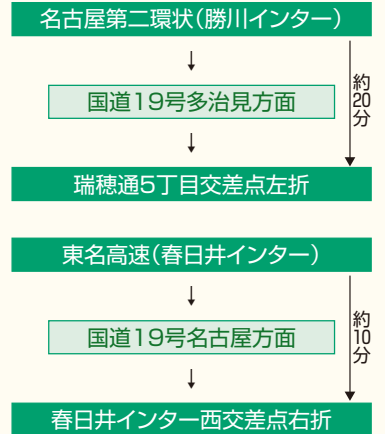 名古屋第二環状(勝川インター)
↓
国道19号多治見方面
↓
約20分
瑞穂通5丁目交差点左折
東名高速(春日井インター)
↓
国道19号名古屋方面
↓
約10分
春日井インター西交差点右折